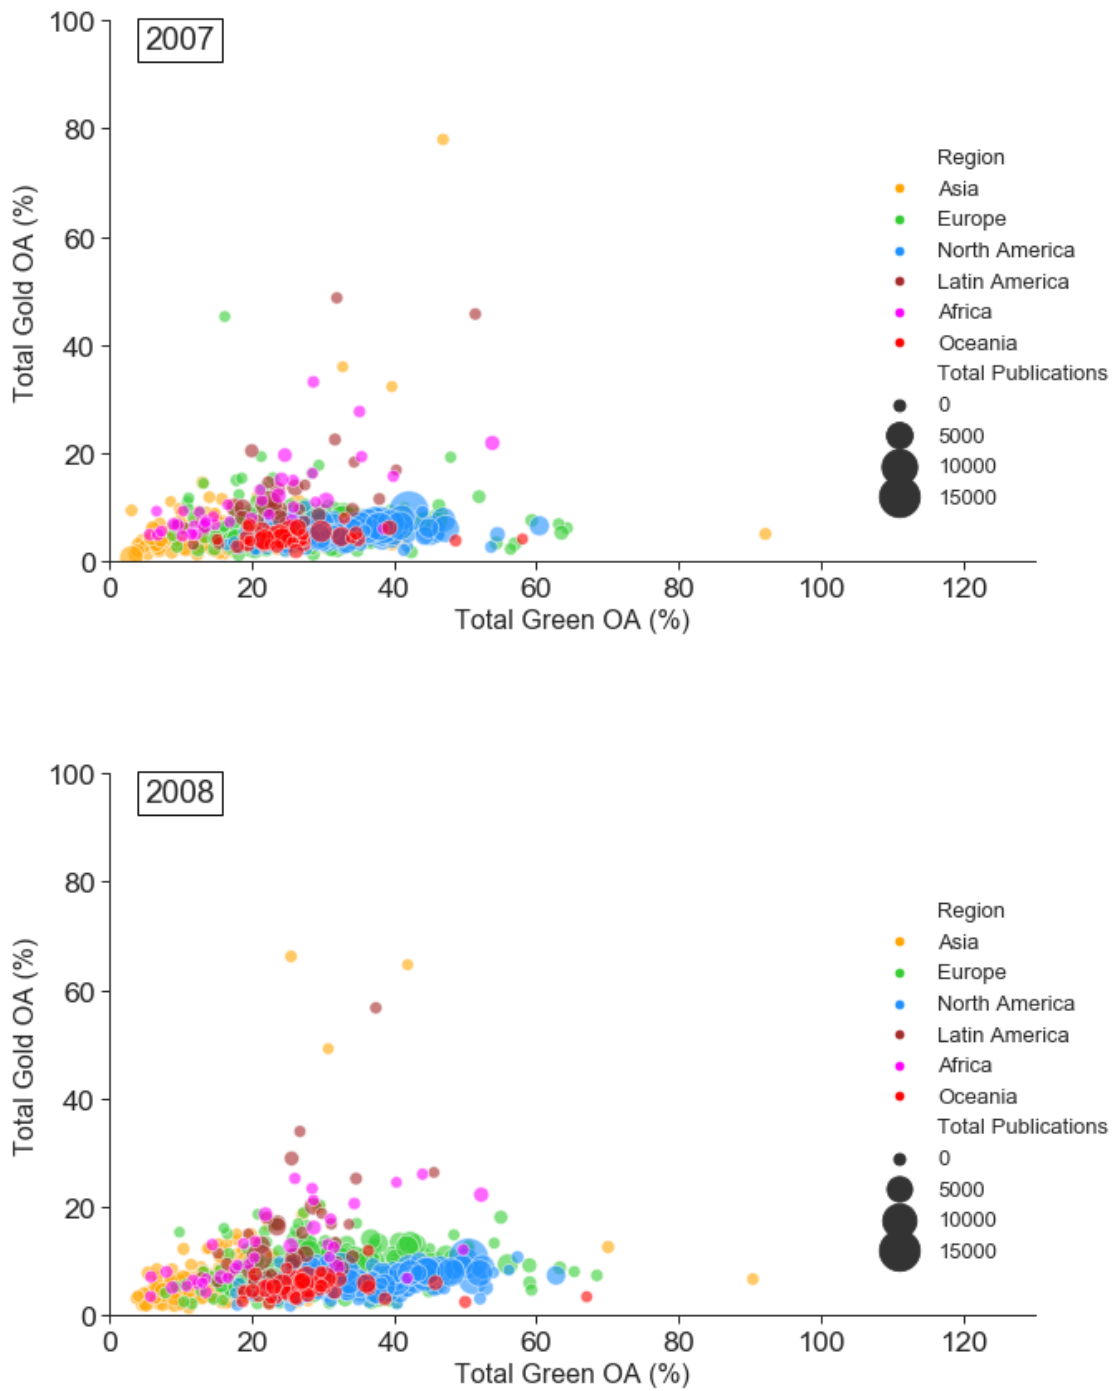 2007
100
80
60
40
20
0
Total Gold OA (%)
0 20 40 60 80 100 120
Total Green OA (%)
Region
Asia
Europe
North America
Latin America
Africa
Oceania
Total Publications
0
5000
10000
15000
2008
100
80
60
40
20
0
Total Gold OA (%)
0 20 40 60 80 100 120
Total Green OA (%)
Region
Asia
Europe
North America
Latin America
Africa
Oceania
Total Publications
0
5000
10000
15000